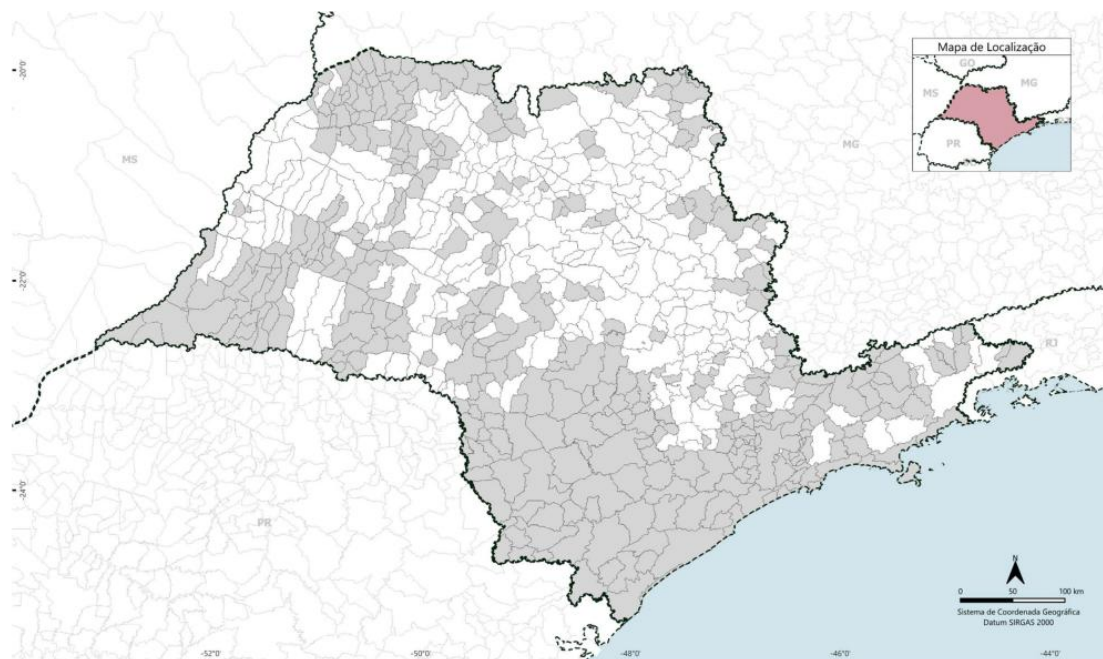 Mapa de Localização
GO
MS
MG
PR
-20°0'
MS
MG
-22°0'
RJ
-24°0'
PR
N
0 50 100 km
Sistema de Coordenada Geográfica
Datum SIRGAS 2000
-52°0'
-50°0'
-48°0'
-46°0'
-44°0'